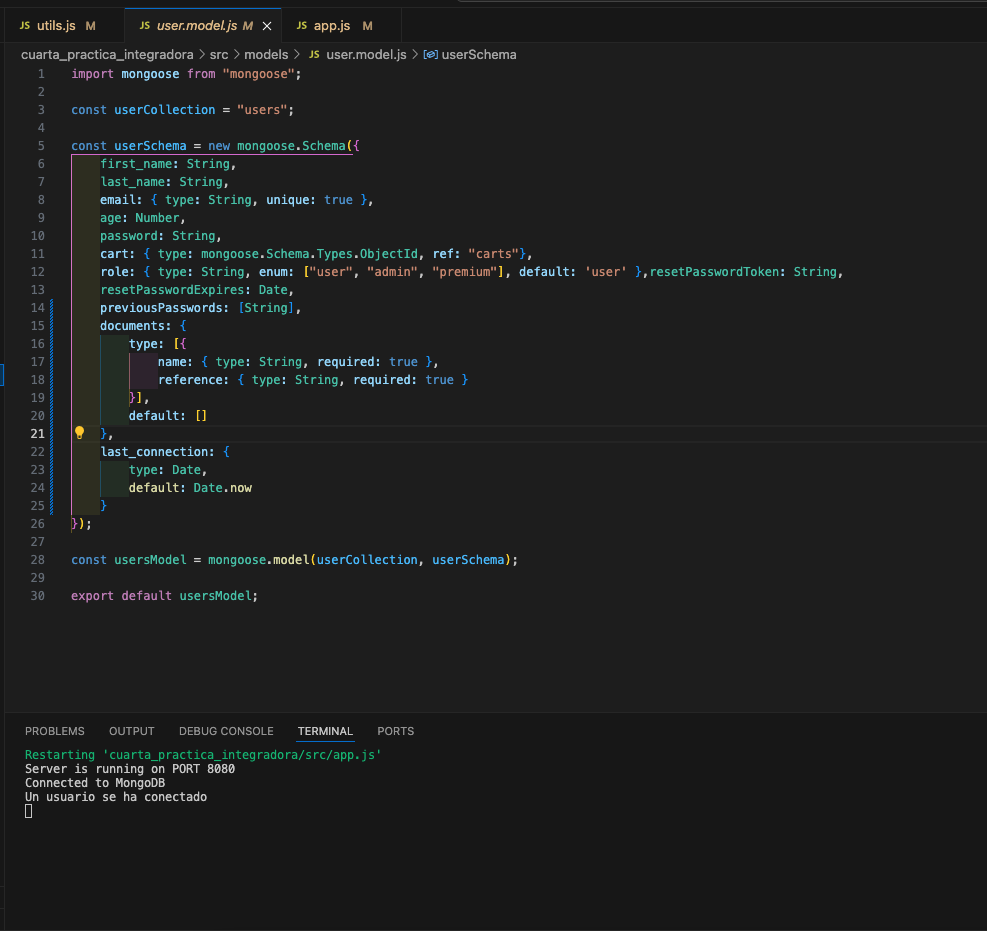 JS utils.js M JS user.model.js M × JS app.js M
cuarta_practica_integradora > src > models > JS user.model.js > userSchema
1 import mongoose from "mongoose";
2
3 const userCollection = "users";
4
5 const userSchema = new mongoose.Schema({
6     first_name: String,
7     last_name: String,
8     email: { type: String, unique: true },
9     age: Number,
10     password: String,
11     cart: { type: mongoose.Schema.Types.ObjectId, ref: "carts"},
12     role: { type: String, enum: ["user", "admin", "premium"], default: 'user' },resetPasswordToken: String,
13     resetPasswordExpires: Date,
14     previousPasswords: [String],
15     documents: {
16         type: [{
17             name: { type: String, required: true },
18             reference: { type: String, required: true }
19         }],
20         default: []
21     },
22     last_connection: {
23         type: Date,
24         default: Date.now
25     }
26 });
27
28 const usersModel = mongoose.model(userCollection, userSchema);
29
30 export default usersModel;
PROBLEMS OUTPUT DEBUG CONSOLE TERMINAL PORTS
Restarting 'cuarta_practica_integradora/src/app.js'
Server is running on PORT 8080
Connected to MongoDB
Un usuario se ha conectado